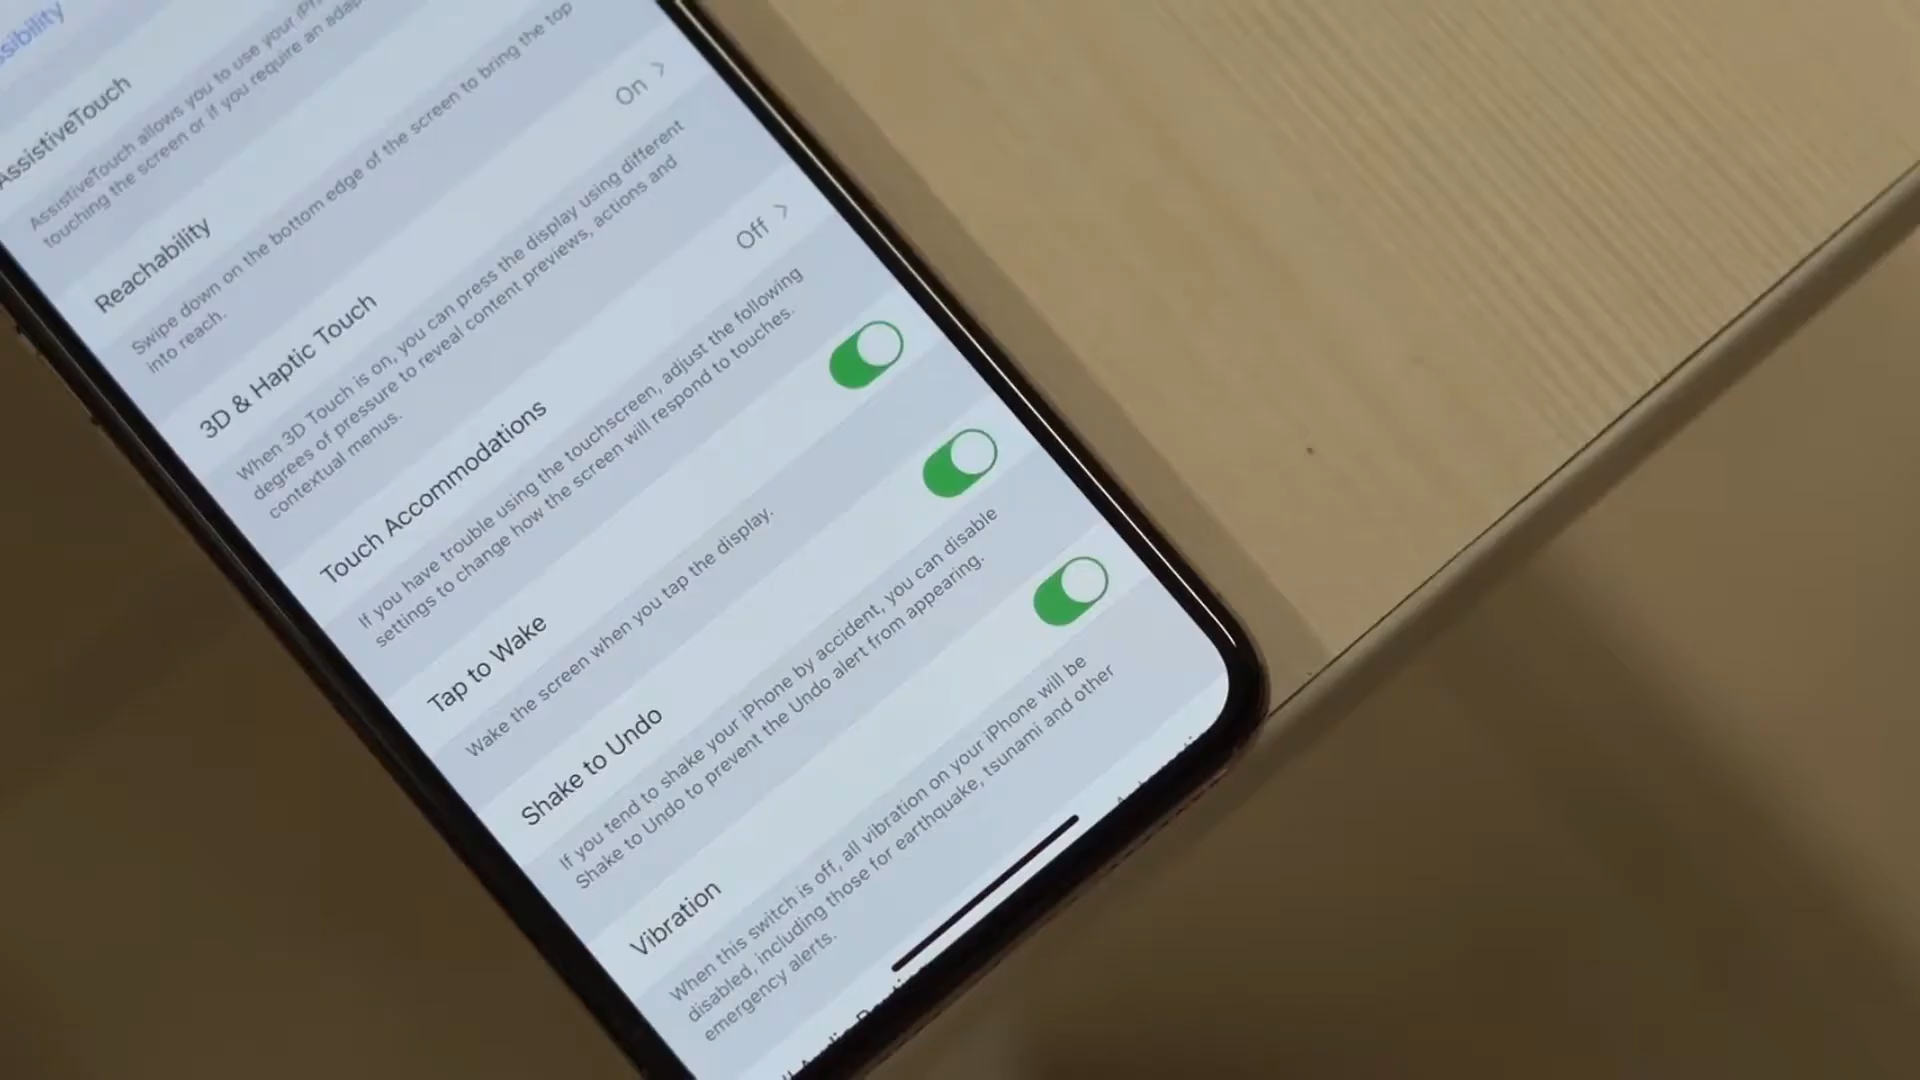 AssistiveTouch
AssistiveTouch allows you to use your
touching the screen or if you require an
Reachability
Swipe down on the bottom edge of the screen to bring the top
into reach.
3D & Haptic Touch
On
When 3D Touch is on, you can press the display using different
degrees of pressure to reveal content previews, actions and
contextual menus.
Touch Accommodations
Off
If you have trouble using the touchscreen, adjust the following
settings to change how the screen will respond to touches.
Tap to Wake
Wake the screen when you tap the display.
Shake to Undo
If you tend to shake your iPhone by accident, you can disable
Shake to Undo to prevent the Undo alert from appearing.
Vibration
When this switch is off, all vibration on your iPhone will be
disabled, including those for earthquake, tsunami and other
emergency alerts.